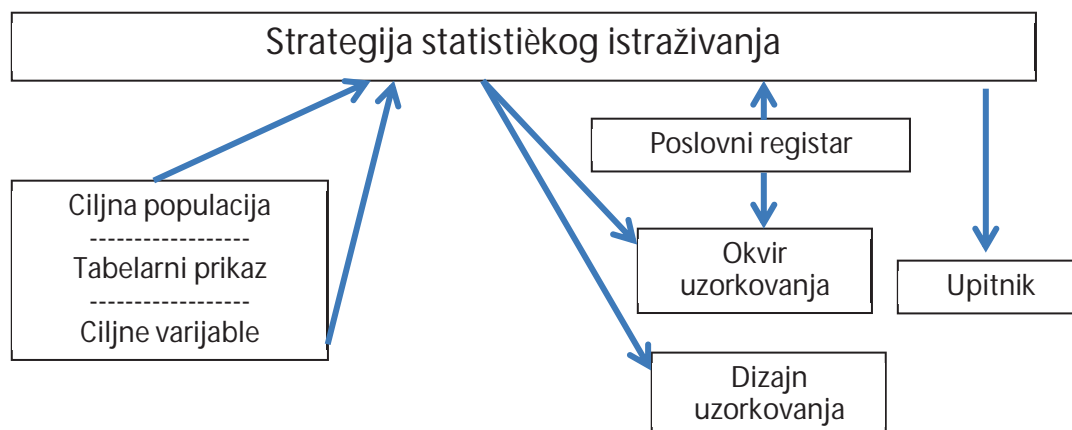 Strategija statistièkog istraživanja
Poslovni registar
Ciljna populacija
------------------
Tabelarni prikaz
------------------
Ciljne varijable
Okvir
uzorkovanja
Upitnik
Dizajn
uzorkovanja